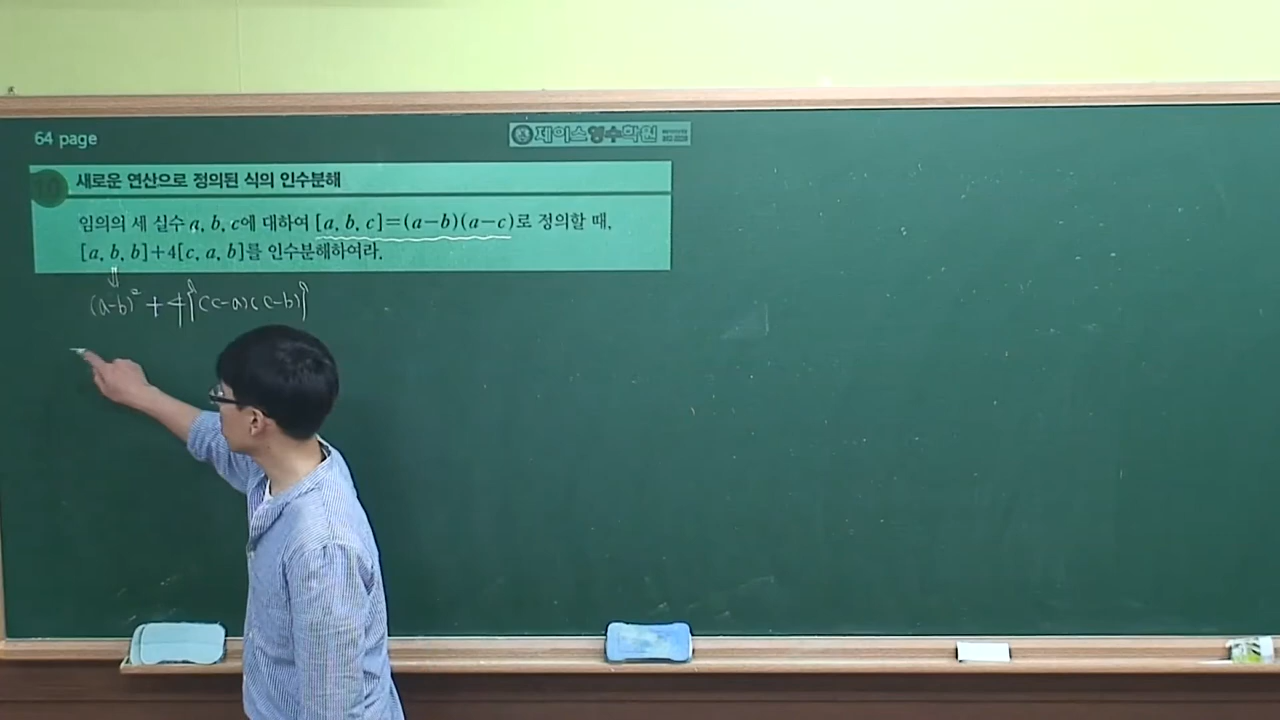 64 page
제이스영수학원
10
새로운 연산으로 정의된 식의 인수분해
임의의 세 실수 a, b, c에 대하여 [a, b, c]=(a-b)(a-c)로 정의할 때,
[a, b, b]+4[c, a, b]를 인수분해하여라.
(a-b)²+4{(c-a)(c-b)}